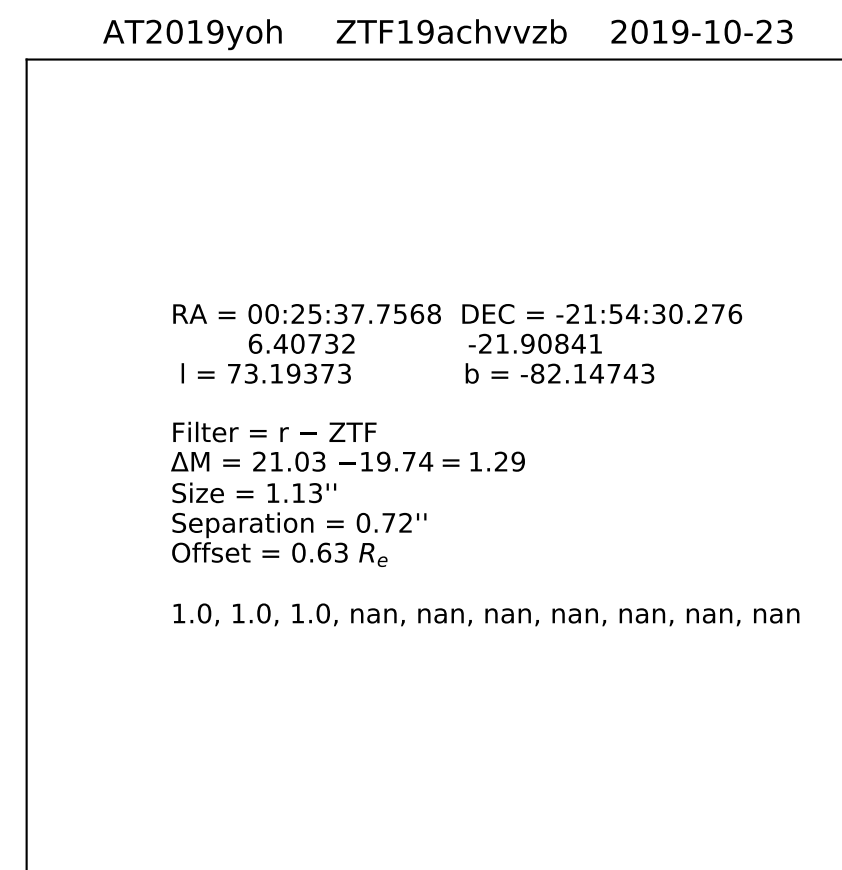 AT2019yoh ZTF19achvvzb 2019-10-23
RA = 00:25:37.7568 DEC = -21:54:30.276
6.40732 -21.90841
l = 73.19373 b = -82.14743
Filter = r − ZTF
ΔM = 21.03 −19.74 = 1.29
Size = 1.13''
Separation = 0.72''
Offset = 0.63 Re
1.0, 1.0, 1.0, nan, nan, nan, nan, nan, nan, nan